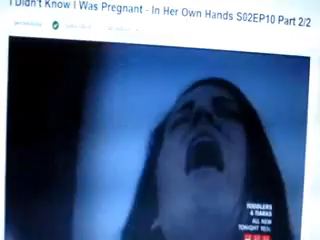 I Didn't Know I Was Pregnant - In Her Own Hands S02EP10 Part 2/2
TODDLERS
& TIARAS
ALL NEW
TONIGHT